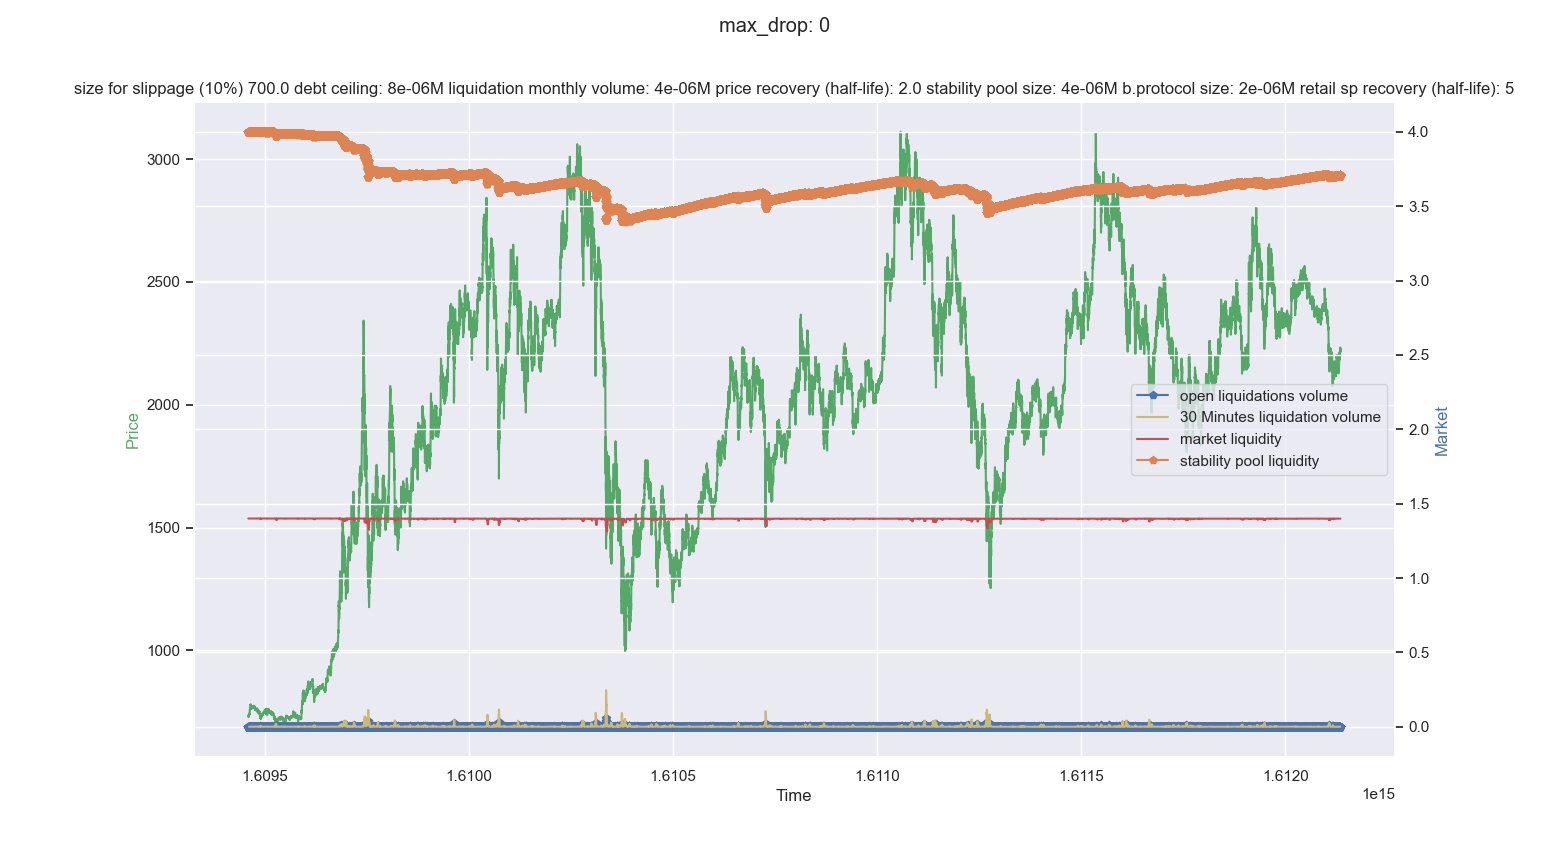 max_drop: 0
size for slippage (10%) 700.0 debt ceiling: 8e-06M liquidation monthly volume: 4e-06M price recovery (half-life): 2.0 stability pool size: 4e-06M b.protocol size: 2e-06M retail sp recovery (half-life): 5
3000
2500
2000
1500
1000
Price
4.0
3.5
3.0
2.5
2.0
1.5
1.0
0.5
0.0
Market
open liquidations volume
30 Minutes liquidation volume
market liquidity
stability pool liquidity
1.6095
1.6100
1.6105
1.6110
1.6115
1.6120
Time
1e15